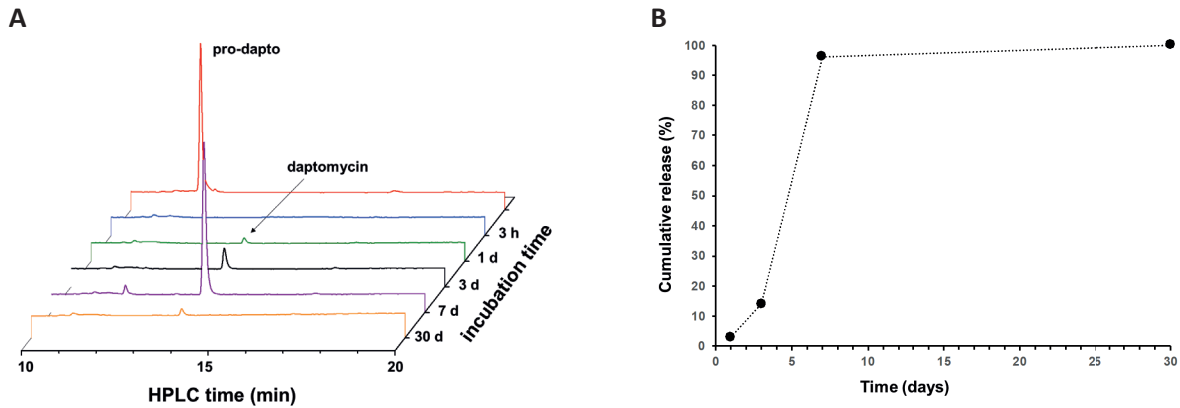 A
pro-dapto
daptomycin
3 h
1 d
3 d
7 d
30 d
incubation time
10
15
20
HPLC time (min)
B
100
90
80
70
60
50
40
30
20
10
0
Cumulative release (%)
0
5
10
15
20
25
30
Time (days)